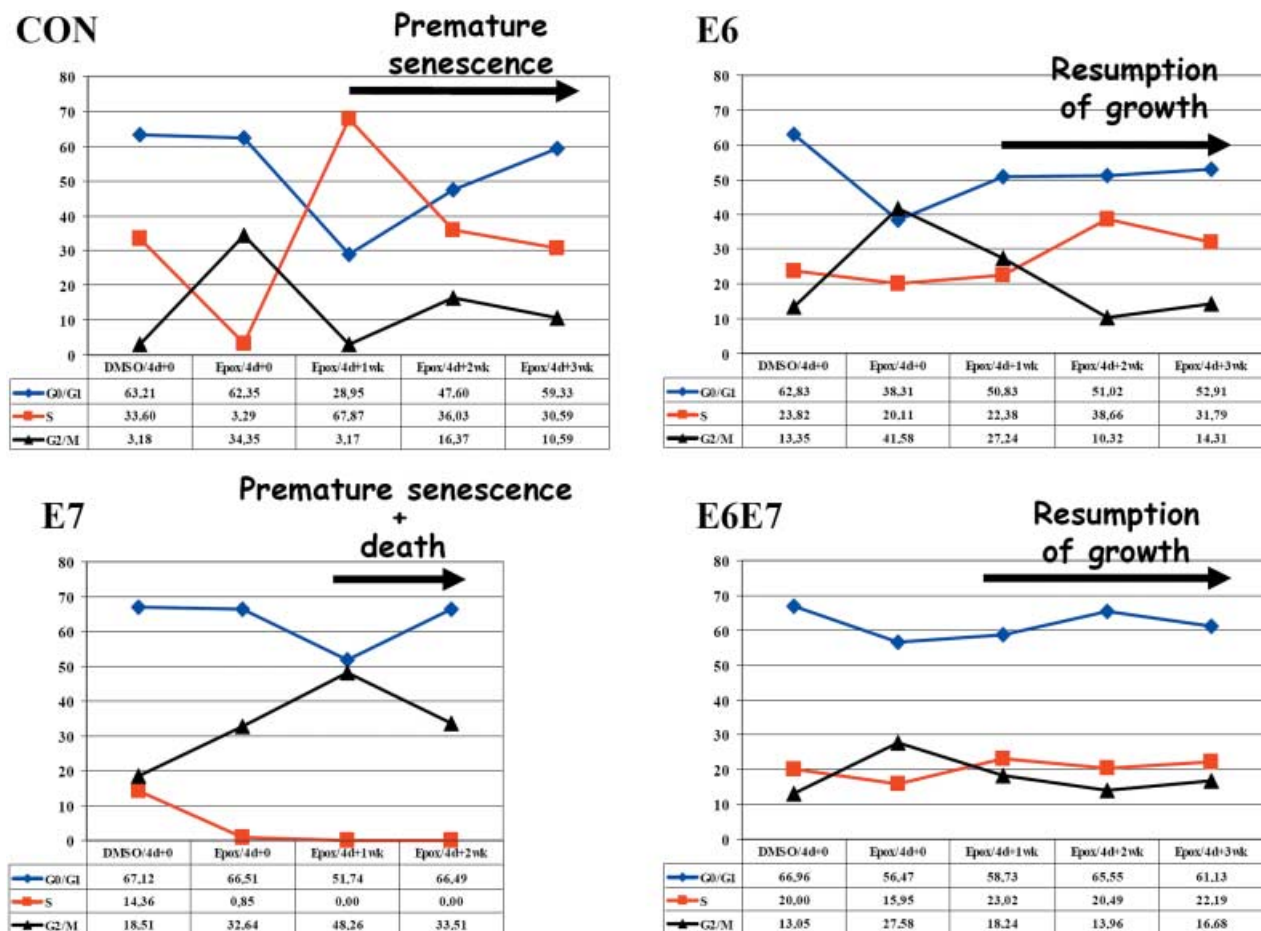 CON
Premature
senescence
80
70
60
50
40
30
20
10
0
DMSO/4d+0 Epox/4d+0 Epox/4d+1wk Epox/4d+2wk Epox/4d+3wk
G0/G1 63,21 62,35 28,95 47,60 59,33
S 33,60 3,29 67,87 36,03 30,59
G2/M 3,18 34,35 3,17 16,37 10,59
E6
Resumption
of growth
80
70
60
50
40
30
20
10
0
DMSO/4d+0 Epox/4d+0 Epox/4d+1wk Epox/4d+2wk Epox/4d+3wk
G0/G1 62,83 38,31 50,83 51,02 52,91
S 23,82 20,11 22,38 38,66 31,79
G2/M 13,35 41,58 27,24 10,32 14,31
E7
Premature senescence
+
death
80
70
60
50
40
30
20
10
0
DMSO/4d+0 Epox/4d+0 Epox/4d+1wk Epox/4d+2wk
G0/G1 67,12 66,51 51,74 66,49
S 14,36 0,85 0,00 0,00
G2/M 18,51 32,64 48,26 33,51
E6E7
Resumption
of growth
80
70
60
50
40
30
20
10
0
DMSO/4d+0 Epox/4d+0 Epox/4d+1wk Epox/4d+2wk Epox/4d+3wk
G0/G1 66,96 56,47 58,73 65,55 61,13
S 20,00 15,95 23,02 20,49 22,19
G2/M 13,05 27,58 18,24 13,96 16,68